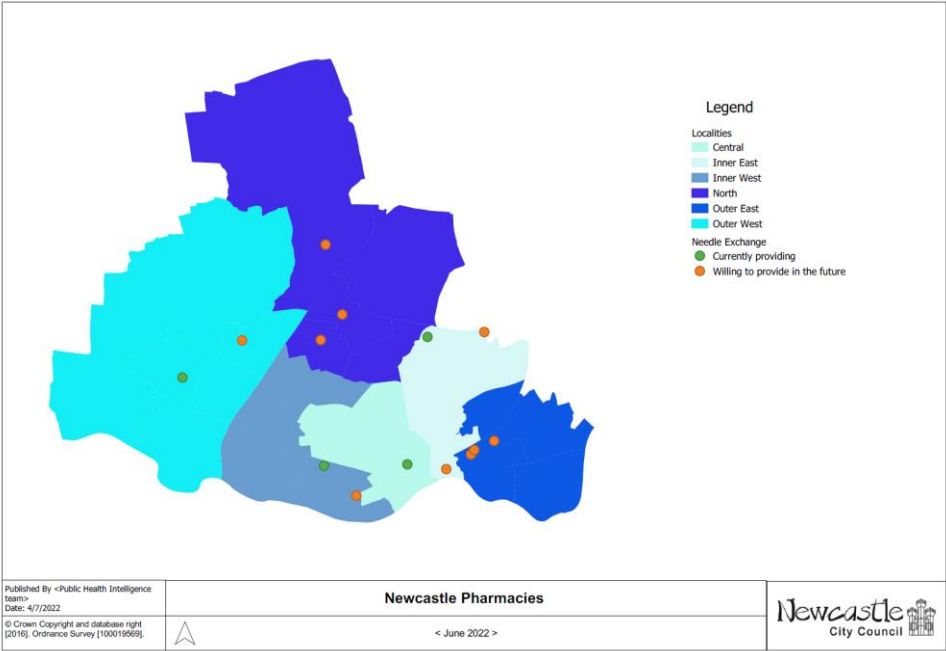 Legend
Localities
Central
Inner East
Inner West
North
Outer East
Outer West
Needle Exchange
Currently providing
Willing to provide in the future
Published By <Public Health Intelligence
team>
Date: 4/7/2022
© Crown Copyright and database right
[2016]. Ordnance Survey [100019569].
Newcastle Pharmacies
< June 2022 >
Newcastle
City Council